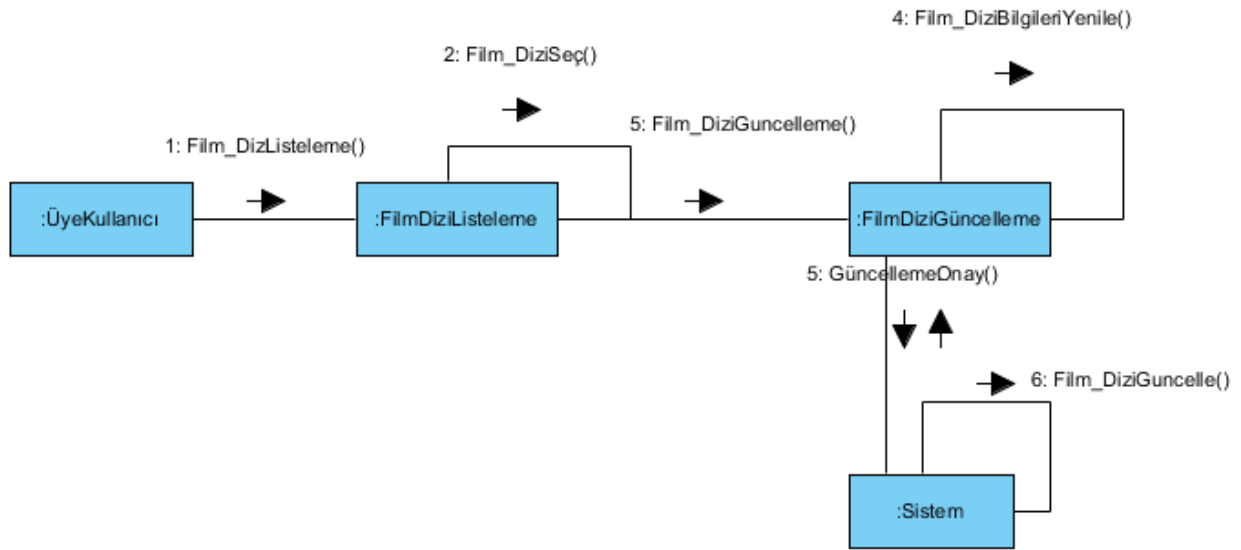 4: Film_DiziBilgileriYenile()
2: Film_DiziSeç()
5: Film_DiziGuncelleme()
1: Film_DizListeleme()
:ÜyeKullanıcı
:FilmDiziListeleme
:FilmDiziGüncelleme
5: GüncellemeOnay()
6: Film_DiziGuncelle()
:Sistem